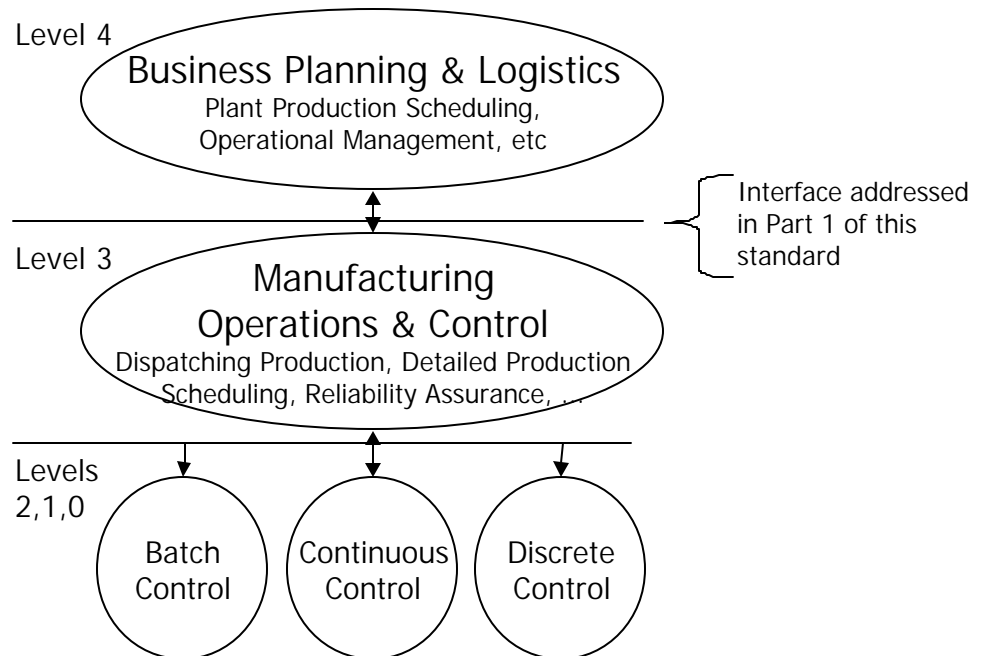 Level 4
Business Planning & Logistics
Plant Production Scheduling,
Operational Management, etc
Interface addressed
in Part 1 of this
standard
Level 3
Manufacturing
Operations & Control
Dispatching Production, Detailed Production
Scheduling, Reliability Assurance, ...
Levels
2,1,0
Batch
Control
Continuous
Control
Discrete
Control